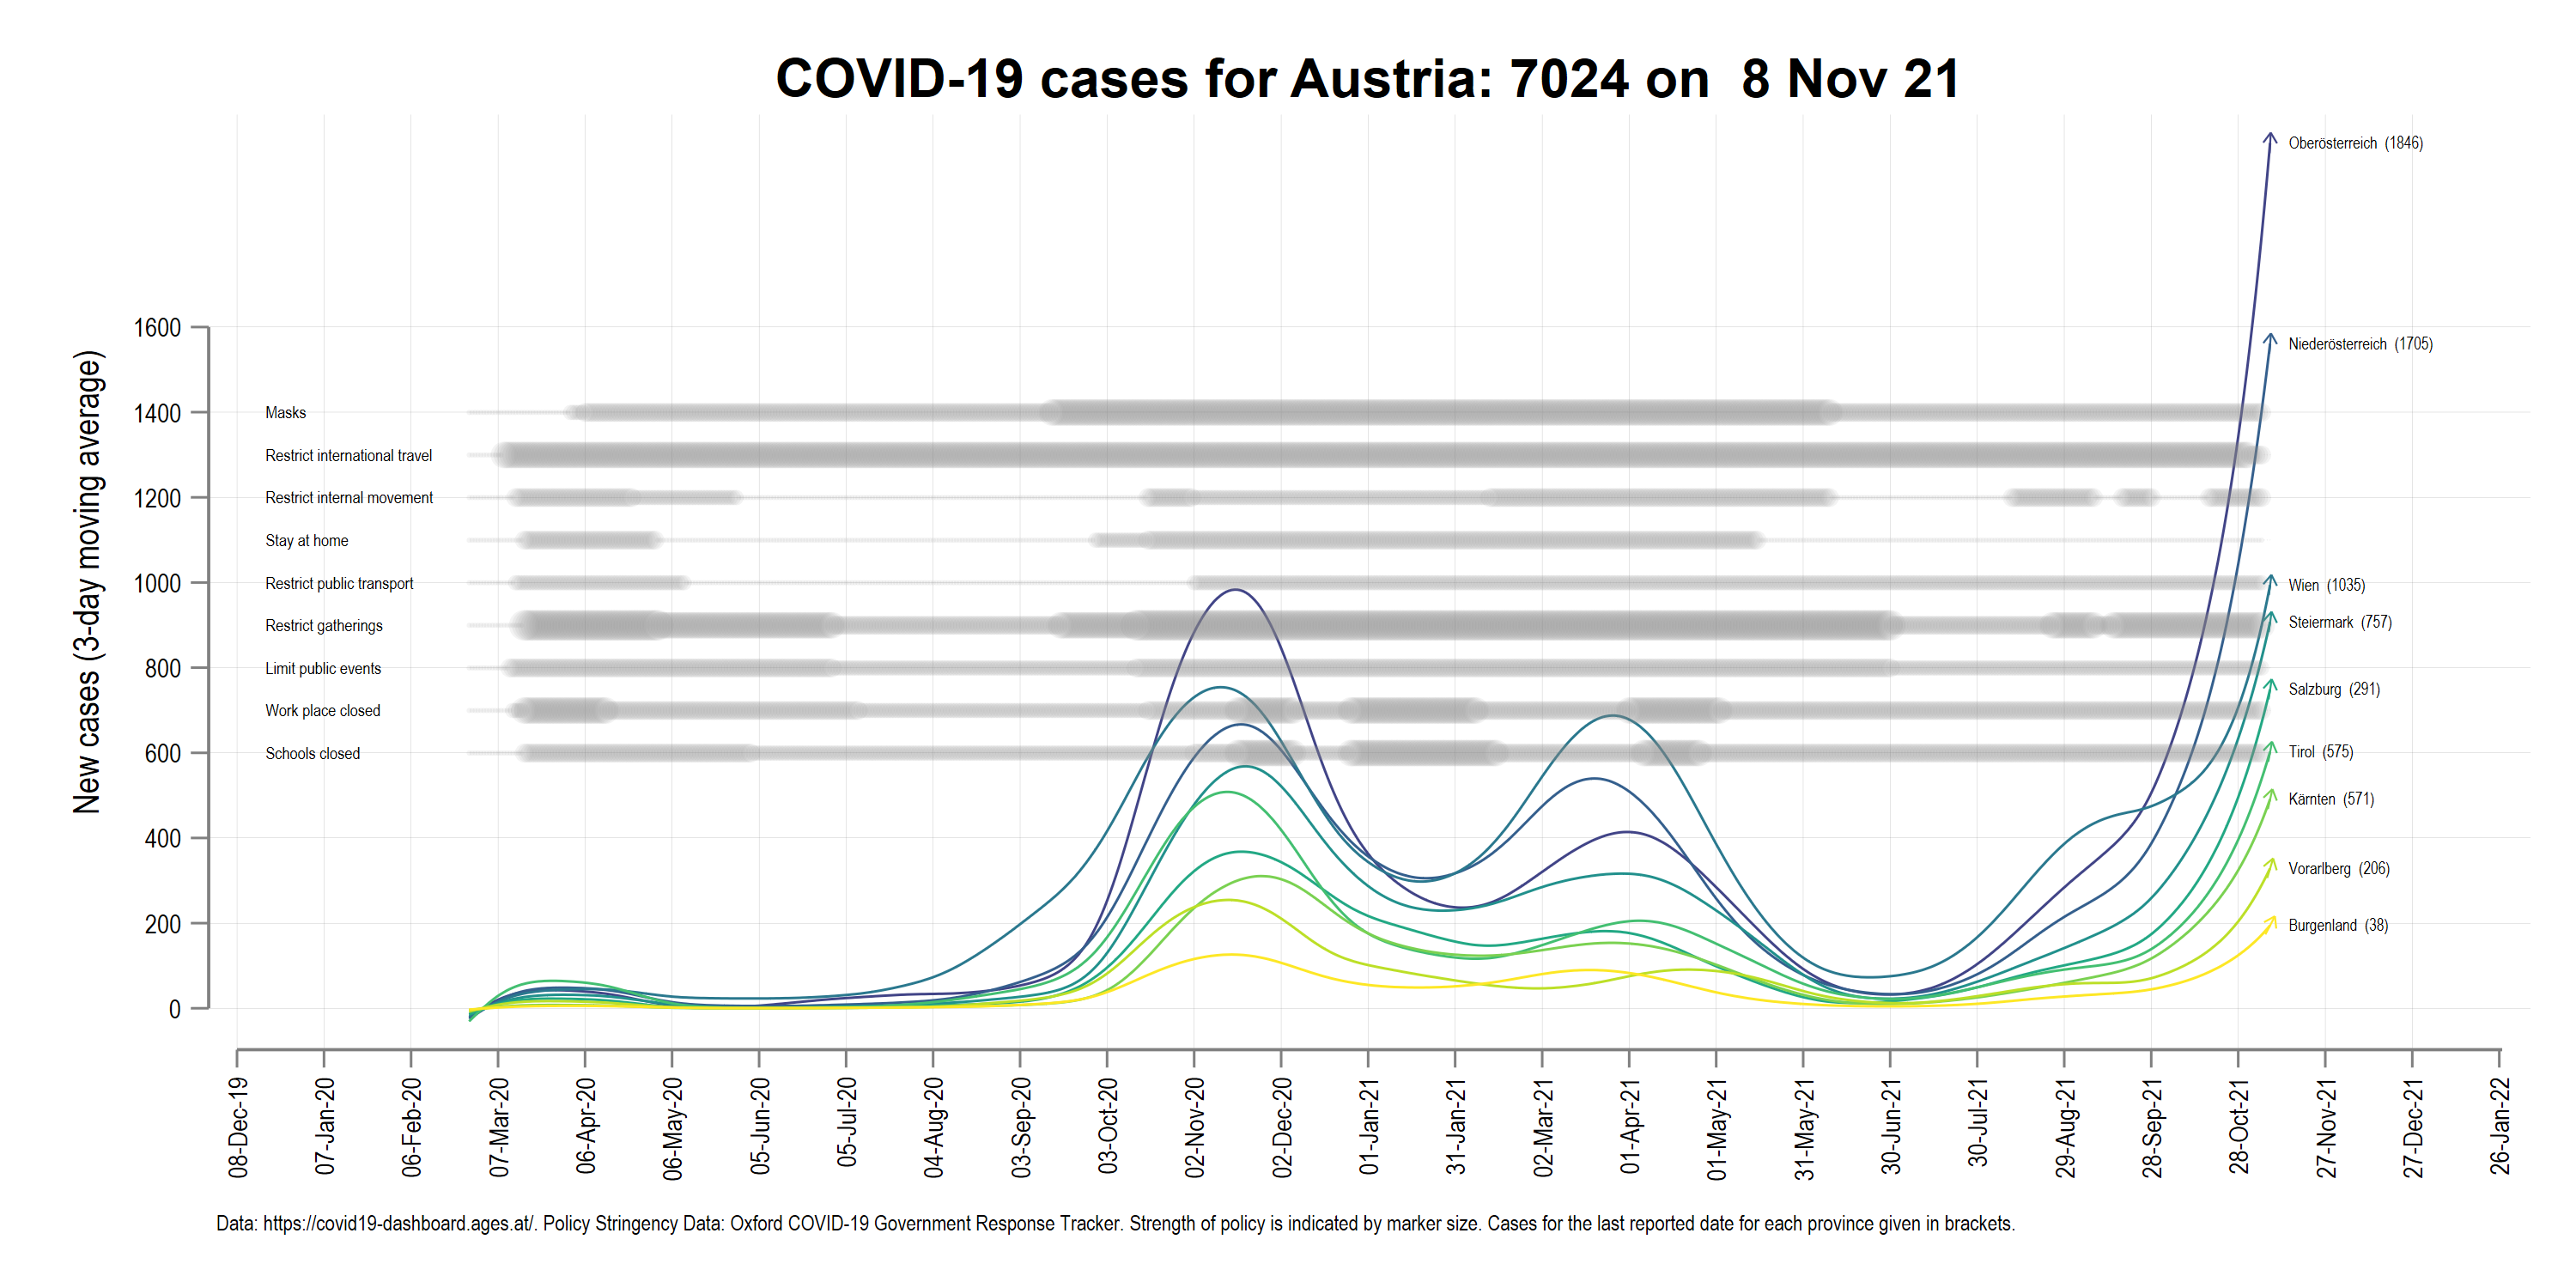 COVID-19 cases for Austria: 7024 on  8 Nov 21
Oberösterreich (1846)
Niederösterreich (1705)
Wien (1035)
Steiermark (757)
Salzburg (291)
Tirol (575)
Kärnten (571)
Vorarlberg (206)
Burgenland (38)
New cases (3-day moving average)
1600
1400
1200
1000
800
600
400
200
0
Masks
Restrict international travel
Restrict internal movement
Stay at home
Restrict public transport
Restrict gatherings
Limit public events
Work place closed
Schools closed
08-Dec-19
07-Jan-20
06-Feb-20
07-Mar-20
06-Apr-20
06-May-20
05-Jun-20
05-Jul-20
04-Aug-20
03-Sep-20
03-Oct-20
02-Nov-20
02-Dec-20
01-Jan-21
31-Jan-21
02-Mar-21
01-Apr-21
01-May-21
31-May-21
30-Jun-21
30-Jul-21
29-Aug-21
28-Sep-21
28-Oct-21
27-Nov-21
27-Dec-21
26-Jan-22
Data: https://covid19-dashboard.ages.at/. Policy Stringency Data: Oxford COVID-19 Government Response Tracker. Strength of policy is indicated by marker size. Cases for the last reported date for each province given in brackets.